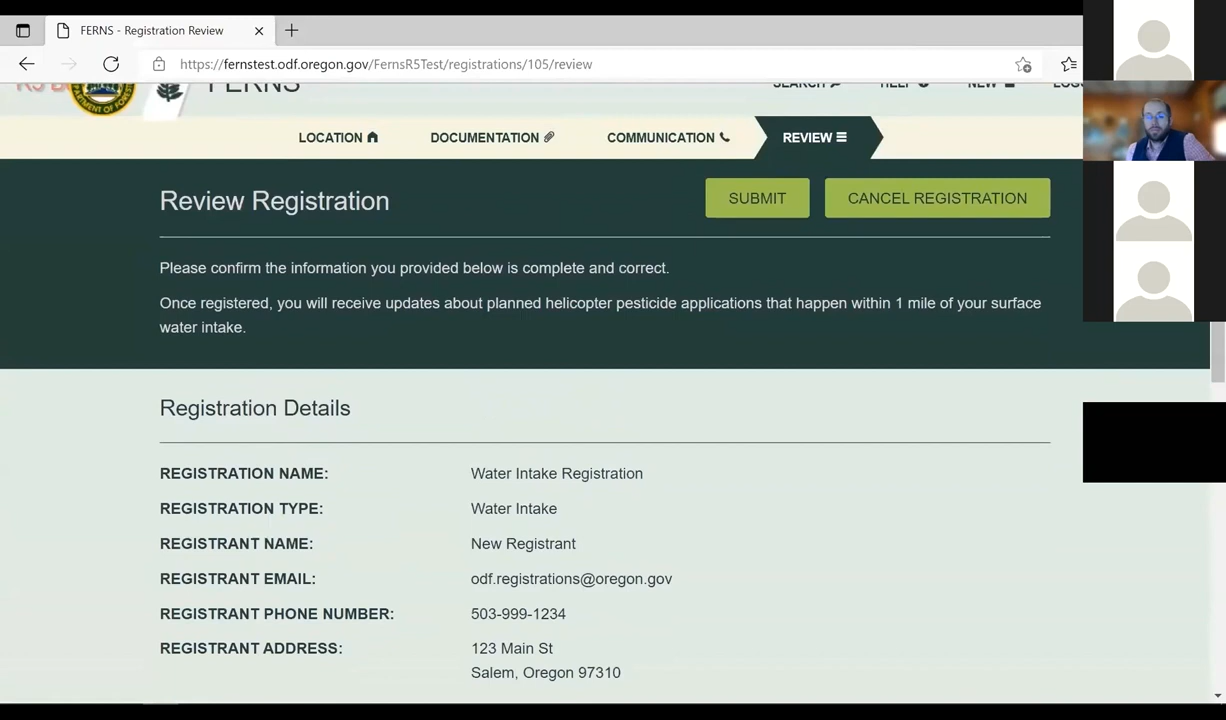 FERNS - Registration Review
https://fernstest.odf.oregon.gov/FernsR5Test/registrations/105/review
FERNS
SEARCH HELP NEW
LOCATION DOCUMENTATION COMMUNICATION REVIEW
Review Registration
SUBMIT CANCEL REGISTRATION
Please confirm the information you provided below is complete and correct.
Once registered, you will receive updates about planned helicopter pesticide applications that happen within 1 mile of your surface
water intake.
Registration Details
REGISTRATION NAME: Water Intake Registration
REGISTRATION TYPE: Water Intake
REGISTRANT NAME: New Registrant
REGISTRANT EMAIL: odf.registrations@oregon.gov
REGISTRANT PHONE NUMBER: 503-999-1234
REGISTRANT ADDRESS: 123 Main St
Salem, Oregon 97310